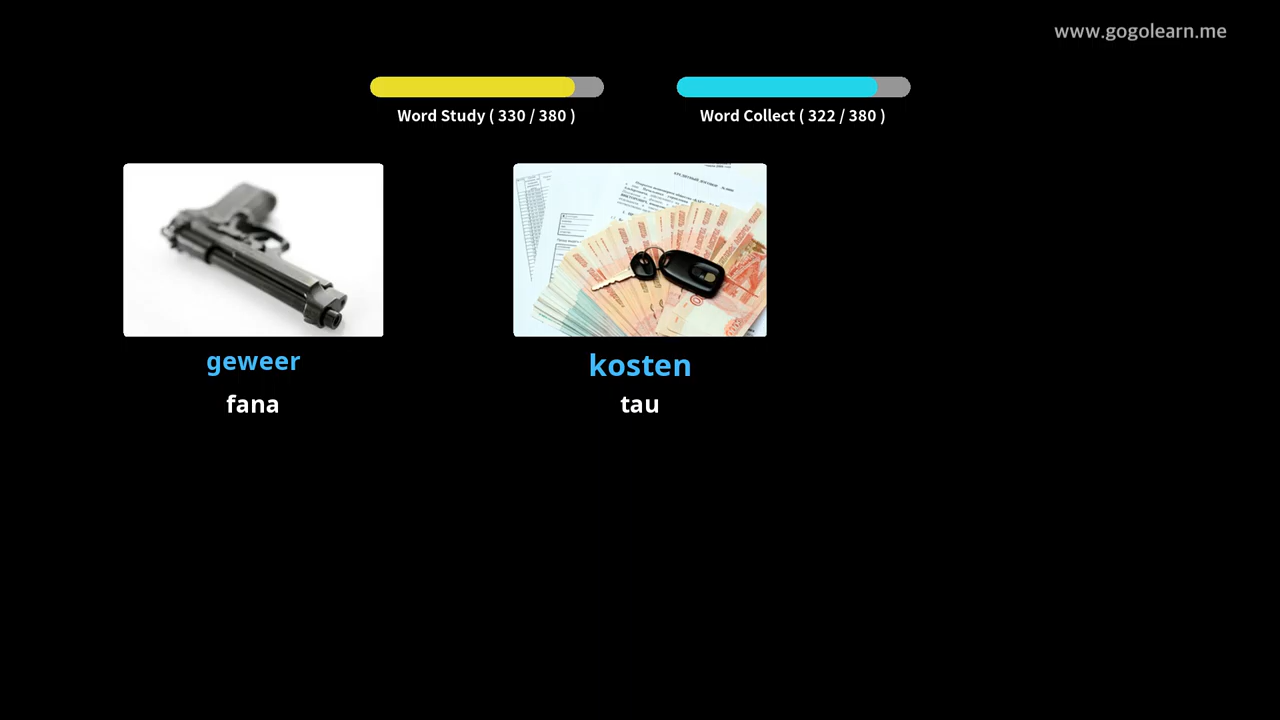 www.gogolearn.me
Word Study ( 330 / 380 )
Word Collect ( 322 / 380 )
geweer
fana
kosten
tau